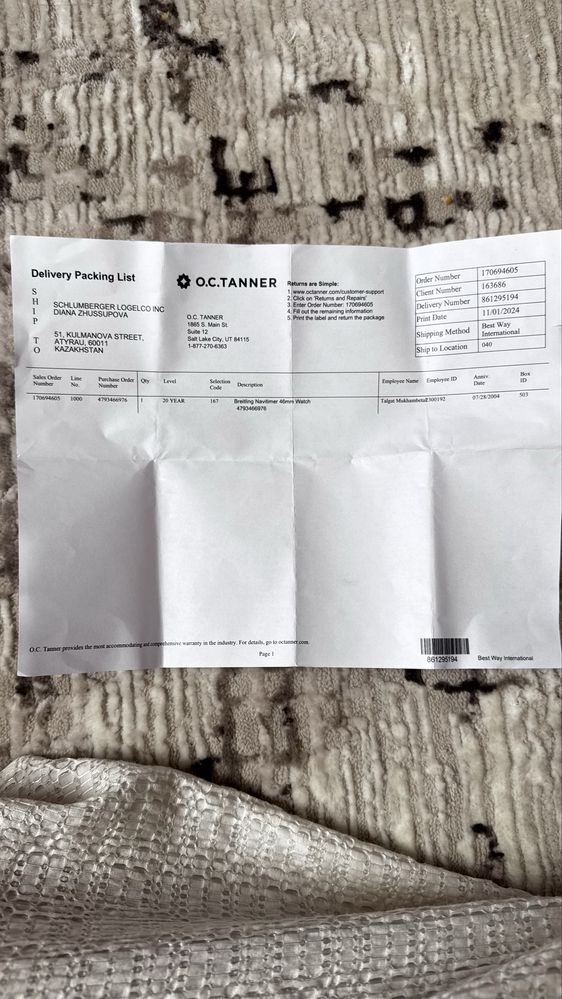 Delivery Packing List
SHIP TO
SCHLUMBERGER LOGELCO INC
DIANA ZHUSSUPOVA
51, KULMANOVA STREET,
ATYRAU, 60011
KAZAKHSTAN
O.C.TANNER
O.C. TANNER
1865 S. Main St
Suite 12
Salt Lake City, UT 84115
1-877-270-6363
Returns are Simple:
1. www.octanner.com/customer-support
2. Click on 'Returns and Repairs'
3. Enter Order Number: 170694605
4. Fill out the remaining information
5. Print the label and return the package
Order Number 170694605
Client Number 163686
Delivery Number 861295194
Print Date 11/01/2024
Shipping Method Best Way International
Ship to Location 040
Sales Order Number Line No. Purchase Order Number Qty Level Selection Code Description Employee Name Employee ID Anniv. Date Box ID
170694605 1000 4793466976 1 20 YEAR 167 Breitling Navitimer 46mm Watch Talgat 07/28/2004 503
4793466976
O.C. Tanner provides the most accommodating and comprehensive warranty in the industry. For details, go to octanner.com.
Page 1
861295194 Best Way International